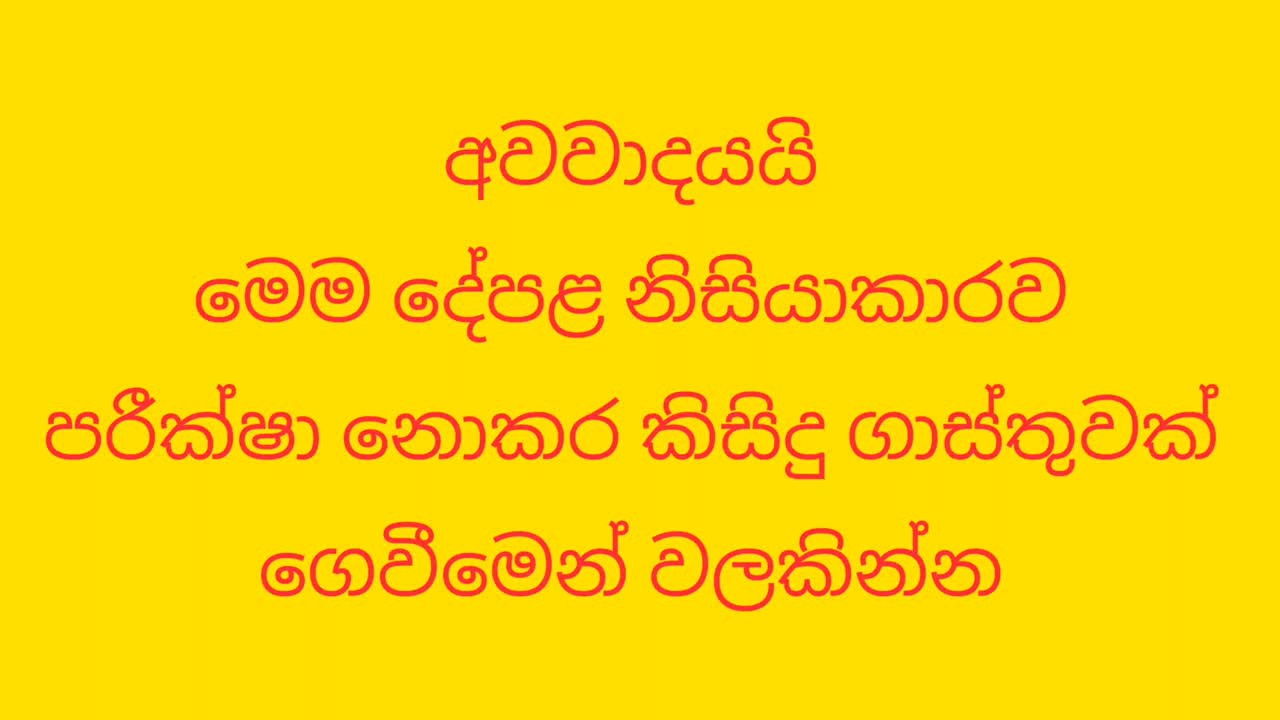 අවවාදයයි
මෙම දේපළ නිසියාකාරව
පරීක්ෂා නොකර කිසිදු ගාස්තුවක්
ගෙවීමෙන් වලකින්න